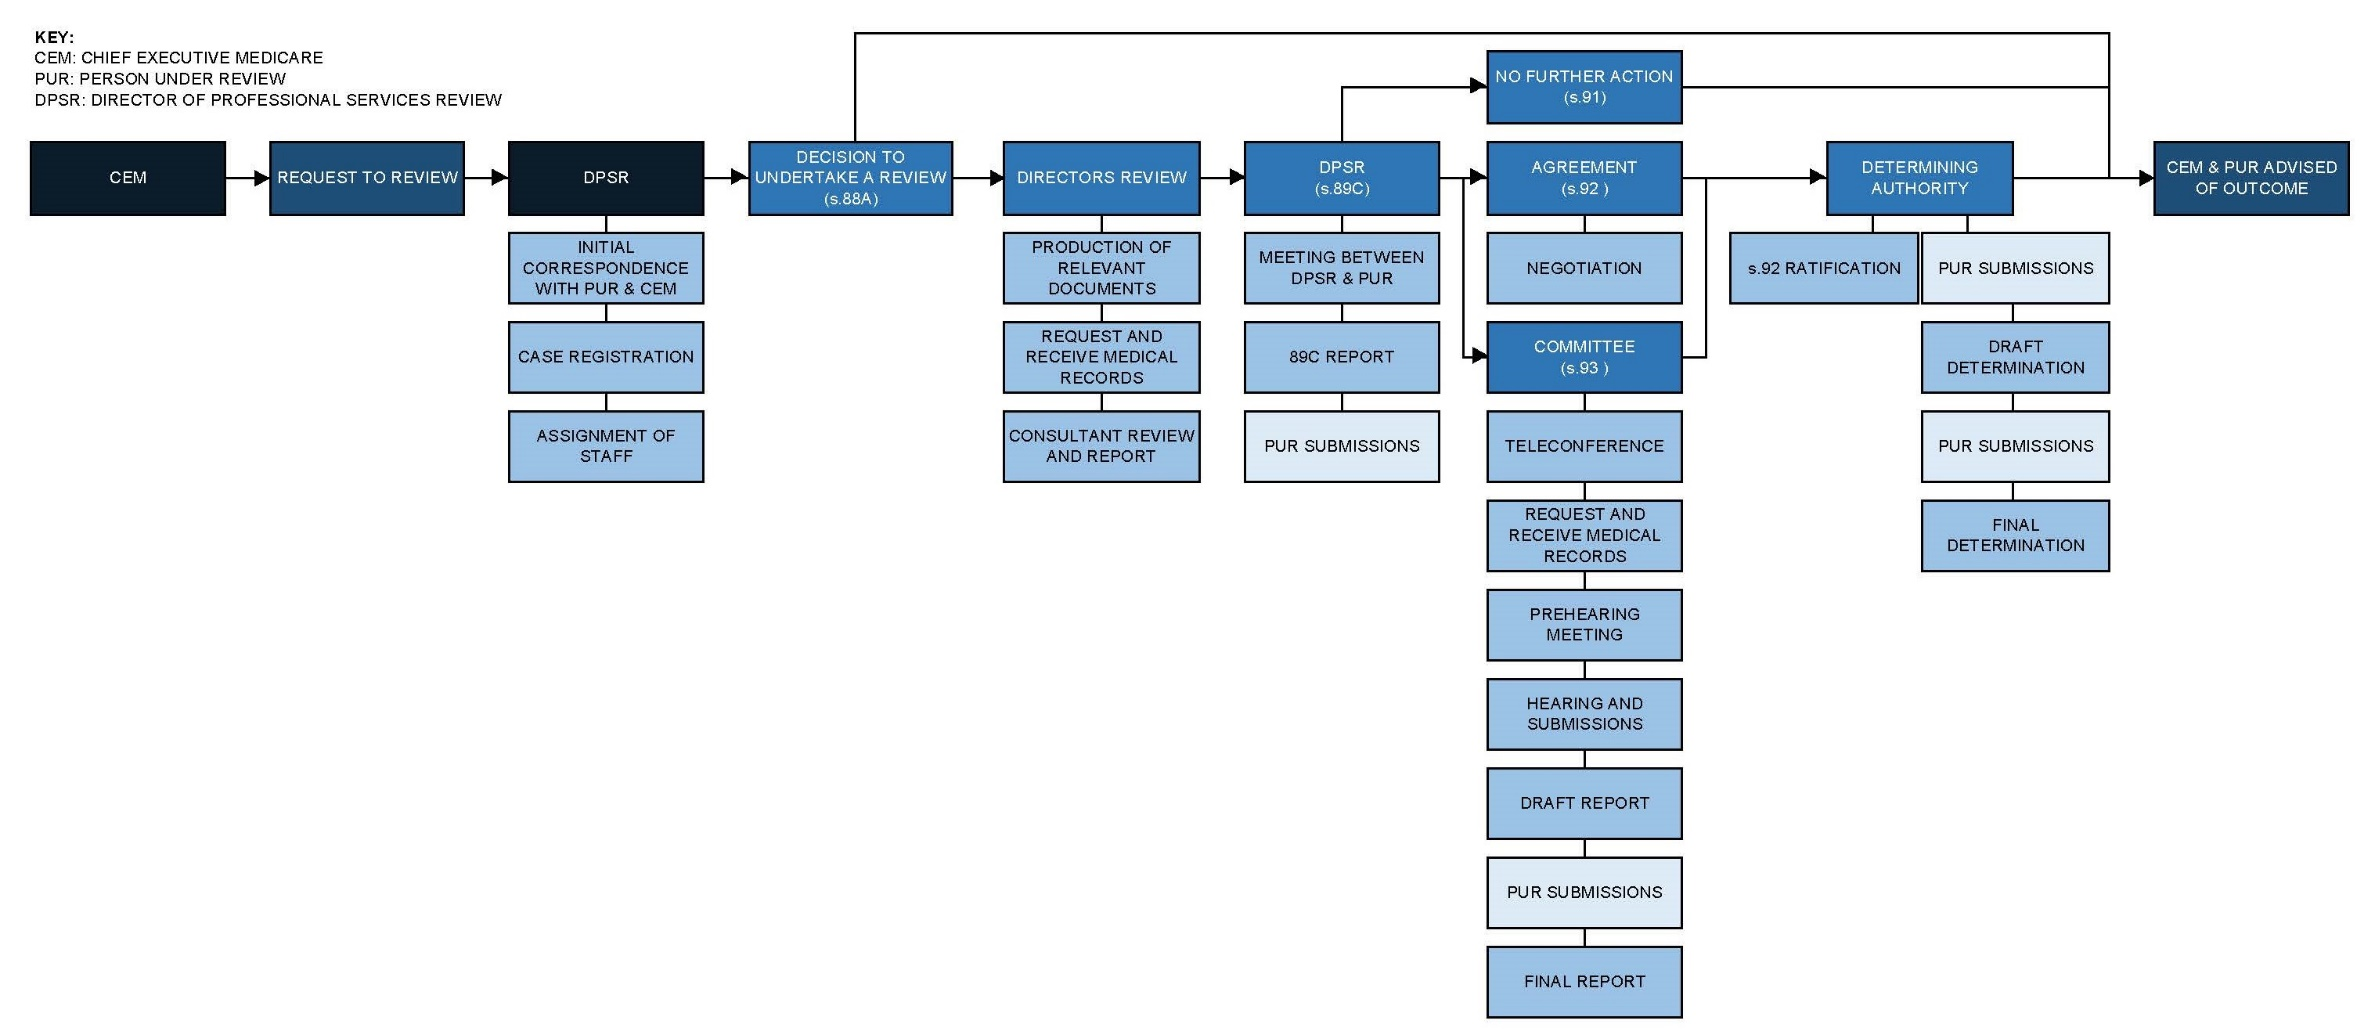 KEY:
CEM: CHIEF EXECUTIVE MEDICARE
PUR: PERSON UNDER REVIEW
DPSR: DIRECTOR OF PROFESSIONAL SERVICES REVIEW
CEM
REQUEST TO REVIEW
DPSR
INITIAL
CORRESPONDENCE
WITH PUR & CEM
CASE REGISTRATION
ASSIGNMENT OF
STAFF
DECISION TO
UNDERTAKE A REVIEW
(s.88A)
DIRECTORS REVIEW
PRODUCTION OF
RELEVANT
DOCUMENTS
REQUEST AND
RECEIVE MEDICAL
RECORDS
CONSULTANT REVIEW
AND REPORT
DPSR
(s.89C)
MEETING BETWEEN
DPSR & PUR
89C REPORT
PUR SUBMISSIONS
NO FURTHER ACTION
(s.91)
AGREEMENT
(s.92 )
NEGOTIATION
COMMITTEE
(s.93 )
TELECONFERENCE
REQUEST AND
RECEIVE MEDICAL
RECORDS
PREHEARING
MEETING
HEARING AND
SUBMISSIONS
DRAFT REPORT
PUR SUBMISSIONS
FINAL REPORT
DETERMINING
AUTHORITY
s.92 RATIFICATION
PUR SUBMISSIONS
DRAFT
DETERMINATION
PUR SUBMISSIONS
FINAL
DETERMINATION
CEM & PUR ADVISED
OF OUTCOME